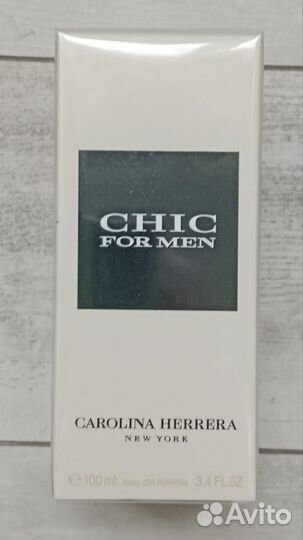 CHIC
FOR MEN
CAROLINA HERRERA
NEW YORK
℮ 100 ml eau de toilette 3.4 FL.OZ
Avito